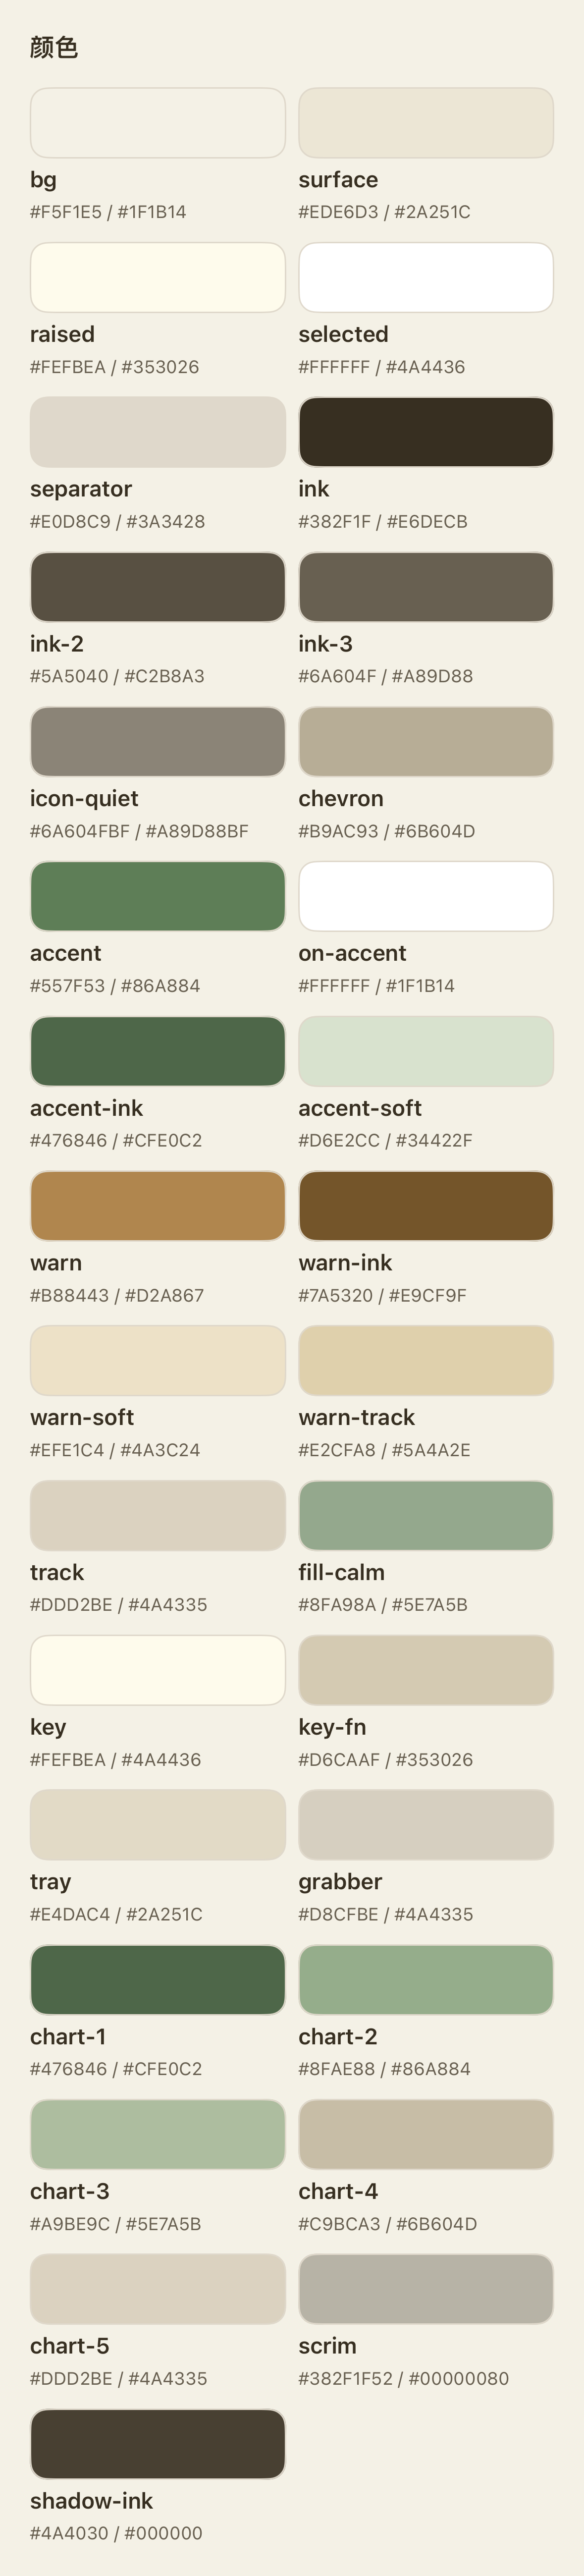 颜色
bg
surface
#F5F1E5 / #1F1B14
#EDE6D3 / #2A251C
raised
selected
#FEFBEA / #353026
#FFFFFF / #4A4436
separator
ink
#E0D8C9 / #3A3428
#382F1F / #E6DECB
ink-2
ink-3
#5A5040 / #C2B8A3
#6A604F / #A89D88
icon-quiet
chevron
#6A604FBF / #A89D88BF
#B9AC93 / #6B604D
accent
on-accent
#557F53 / #86A884
#FFFFFF / #1F1B14
accent-ink
accent-soft
#476846 / #CFE0C2
#D6E2CC / #34422F
warn
warn-ink
#B88443 / #D2A867
#7A5320 / #E9CF9F
warn-soft
warn-track
#EFE1C4 / #4A3C24
#E2CFA8 / #5A4A2E
track
fill-calm
#DDD2BE / #4A4335
#8FA98A / #5E7A5B
key
key-fn
#FEFBEA / #4A4436
#D6CAAF / #353026
tray
grabber
#E4DAC4 / #2A251C
#D8CFBE / #4A4335
chart-1
chart-2
#476846 / #CFE0C2
#8FAE88 / #86A884
chart-3
chart-4
#A9BE9C / #5E7A5B
#C9BCA3 / #6B604D
chart-5
scrim
#DDD2BE / #4A4335
#382F1F52 / #00000080
shadow-ink
#4A4030 / #000000